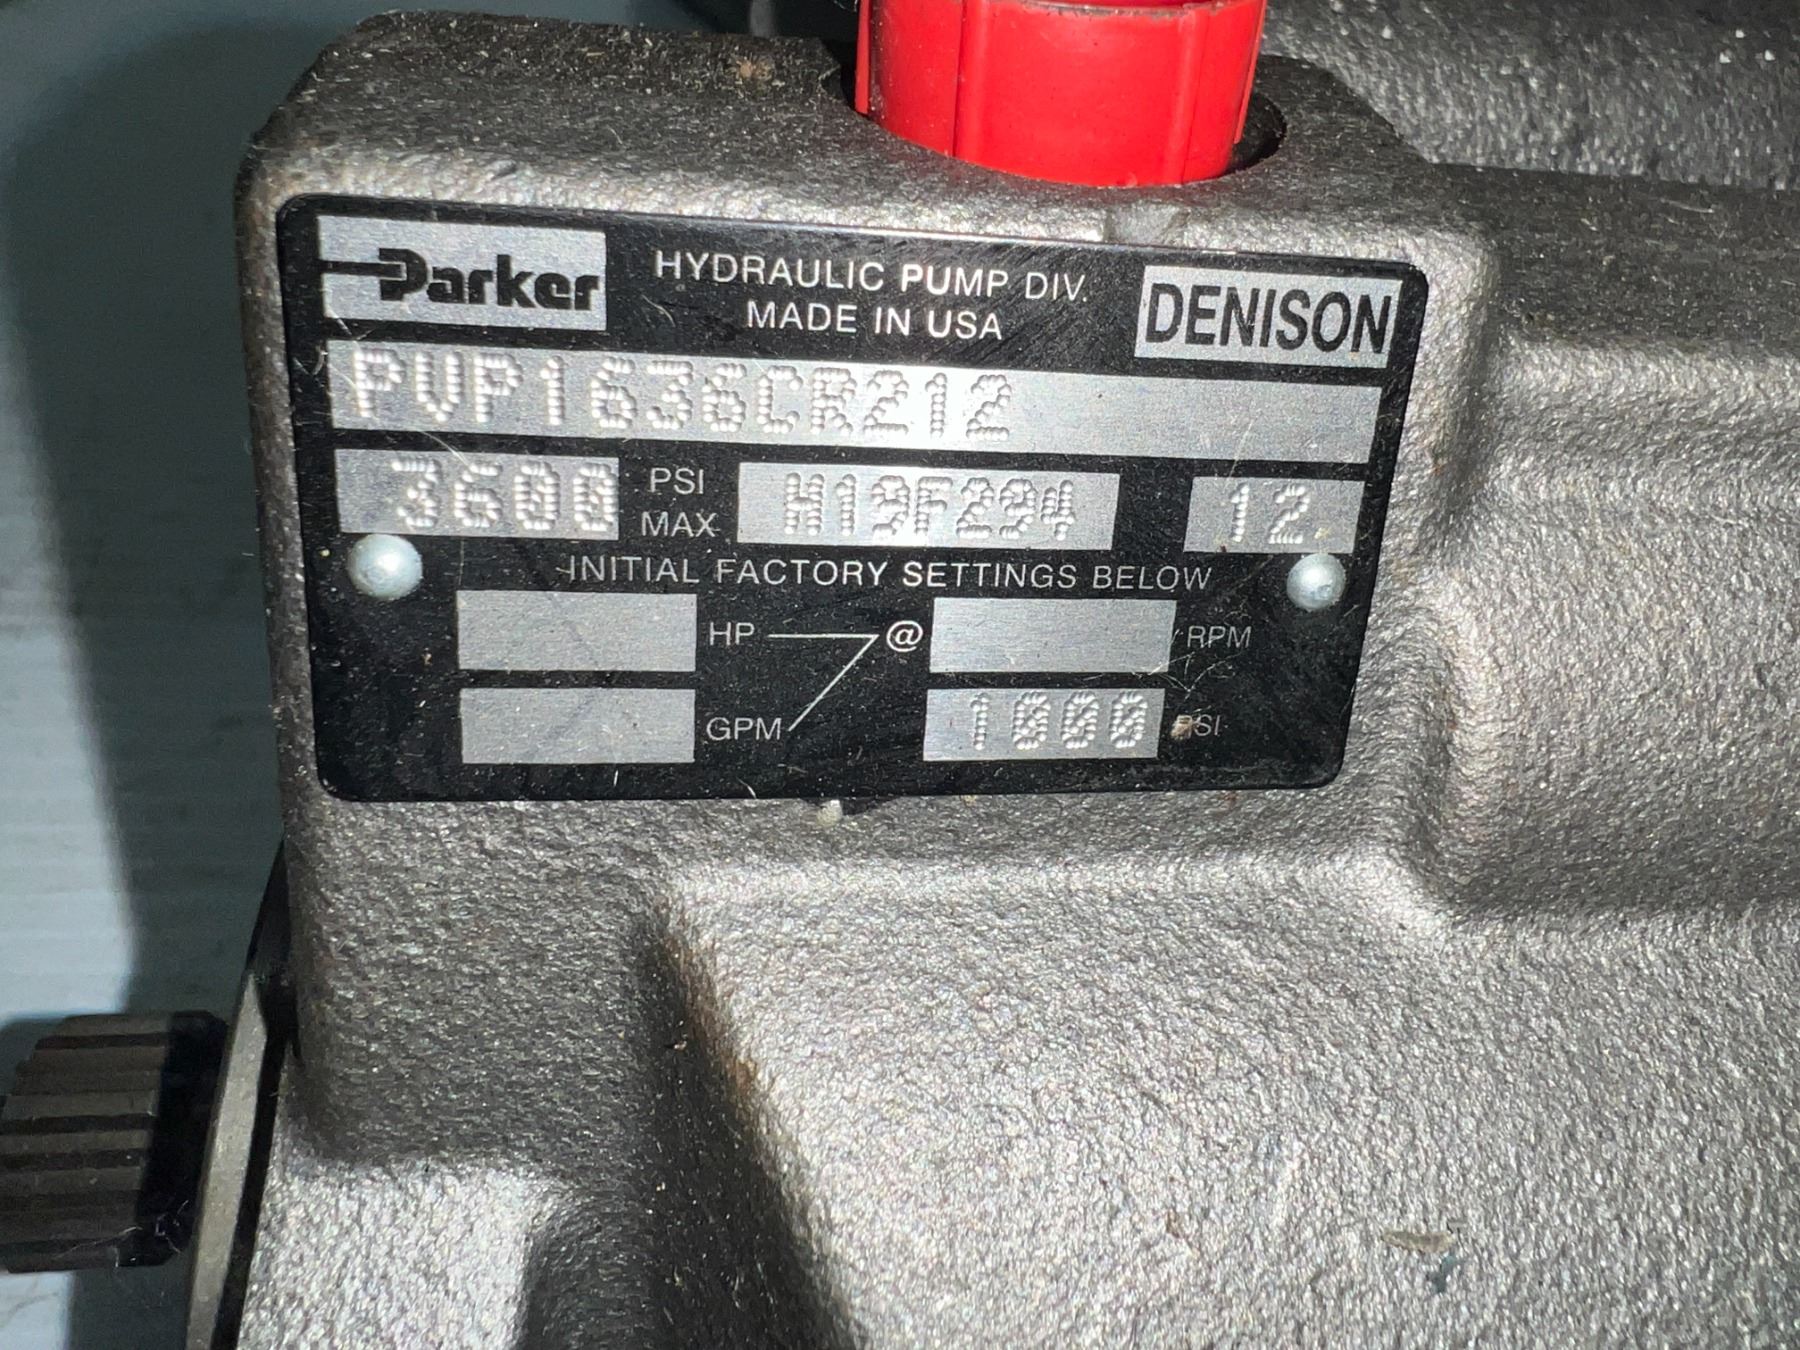 Parker
HYDRAULIC PUMP DIV.
MADE IN USA
DENISON
PVP1636CR212
3600 PSI MAX H19F294 12
INITIAL FACTORY SETTINGS BELOW
HP @ RPM
GPM 1000 PSI